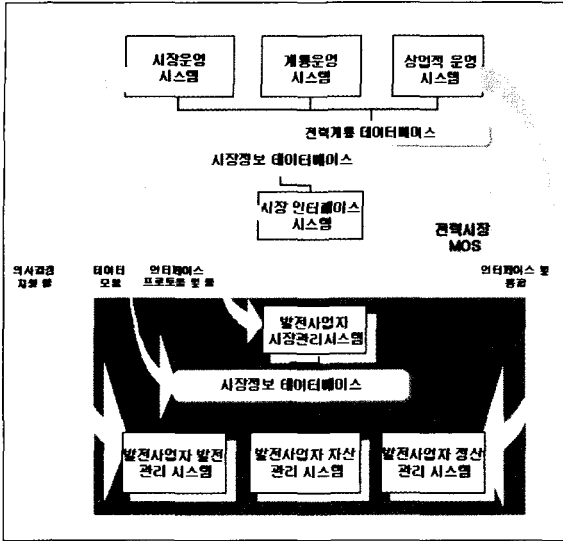 시장운영
시스템
계통운영
시스템
상업적 운영
시스템
전력계통 데이터베이스
시장정보 데이터베이스
시장 인터페이스
시스템
전력시장
MOS
의사결정
지원 툴
데이터
모델
인터페이스
프로토콜 및 툴
인터페이스 및
통합
발전사업자
시장관리시스템
시장정보 데이터베이스
발전사업자 발전
관리 시스템
발전사업자 자산
관리 시스템
발전사업자 정산
관리 시스템